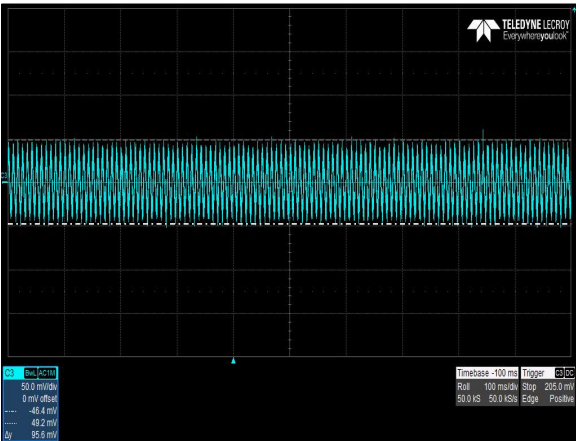 TELEDYNE LECROY
Everywhereyoulook™
C3
C3 BwL AC1M
50.0 mV/div
0 mV offset
-46.4 mV
49.2 mV
Δy 95.6 mV
Timebase -100 ms
Roll 100 ms/div
50.0 kS 50.0 kS/s
Trigger C3 DC
Stop 205.0 mV
Edge Positive